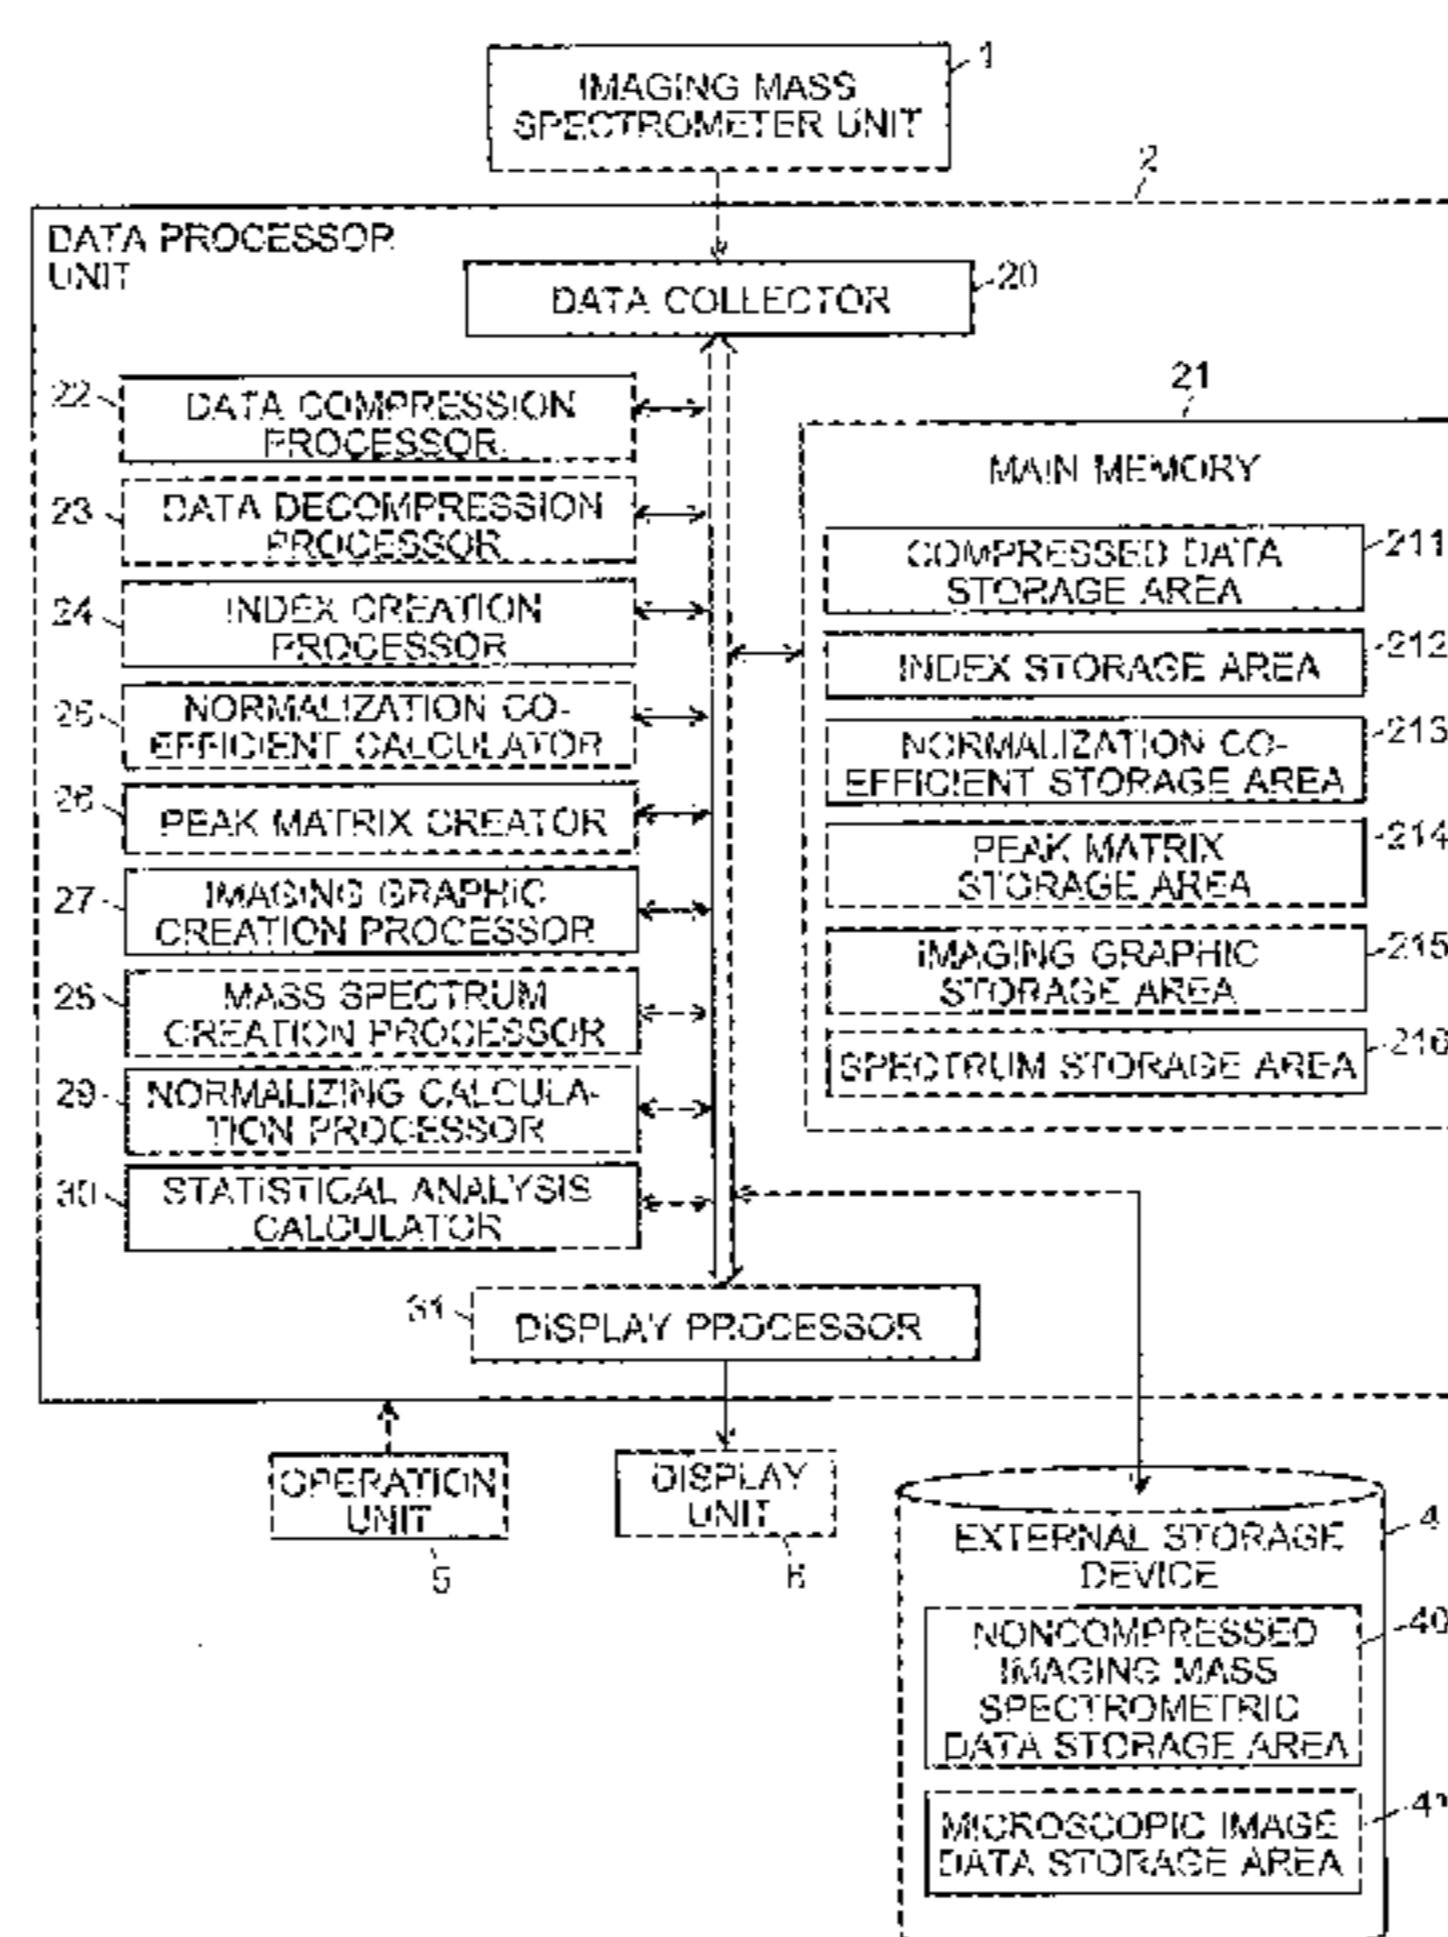 1
IMAGING MASS
SPECTROMETER UNIT
2
DATA PROCESSOR
UNIT
DATA COLLECTOR
20
22
DATA COMPRESSION
PROCESSOR
23
DATA DECOMPRESSION
PROCESSOR
24
INDEX CREATION
PROCESSOR
25
NORMALIZATION CO-
EFFICIENT CALCULATOR
26
PEAK MATRIX CREATOR
27
IMAGING GRAPHIC
CREATION PROCESSOR
MASS SPECTRUM
CREATION PROCESSOR
29
NORMALIZING CALCULA-
TION PROCESSOR
30
STATISTICAL ANALYSIS
CALCULATOR
21
MAIN MEMORY
COMPRESSED DATA
STORAGE AREA
211
INDEX STORAGE AREA
212
NORMALIZATION CO-
EFFICIENT STORAGE AREA
213
PEAK MATRIX
STORAGE AREA
214
IMAGING GRAPHIC
STORAGE AREA
215
SPECTRUM STORAGE AREA
216
31
DISPLAY PROCESSOR
OPERATION
UNIT
5
DISPLAY
UNIT
6
EXTERNAL STORAGE
DEVICE
4
NONCOMPRESSED
IMAGING MASS
SPECTROMETRIC
DATA STORAGE AREA
40
MICROSCOPIC IMAGE
DATA STORAGE AREA
41